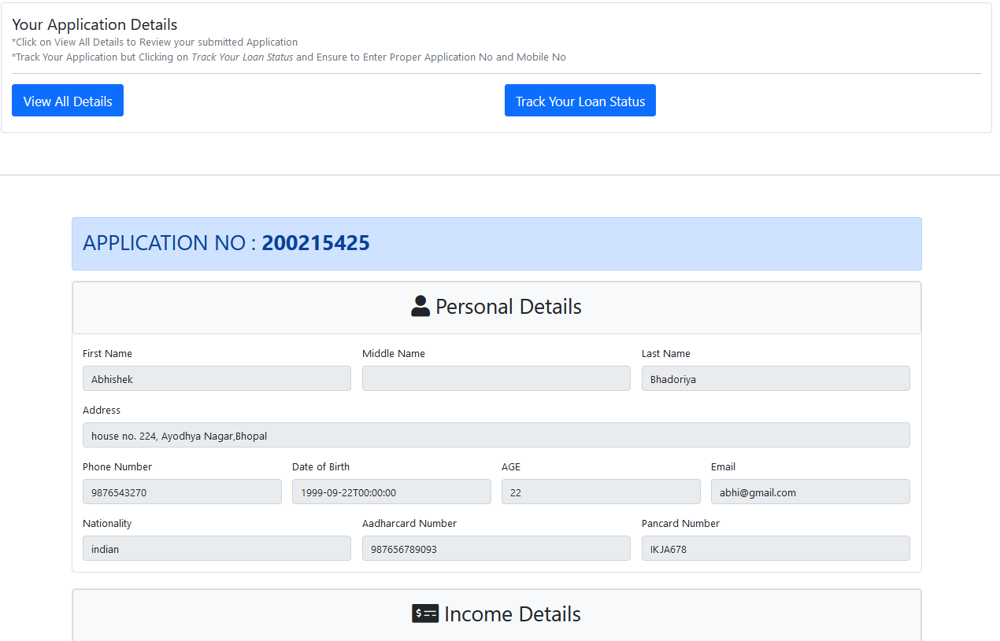 Your Application Details
*Click on View All Details to Review your submitted Application
*Track Your Application but Clicking on Track Your Loan Status and Ensure to Enter Proper Application No and Mobile No
View All Details Track Your Loan Status
APPLICATION NO : 200215425
Personal Details
First Name Middle Name Last Name
Abhishek Bhadoriya
Address
house no. 224, Ayodhya Nagar,Bhopal
Phone Number Date of Birth AGE Email
9876543270 1999-09-22T00:00:00 22 abhi@gmail.com
Nationality Aadharcard Number Pancard Number
indian 987656789093 IKJA678
Income Details